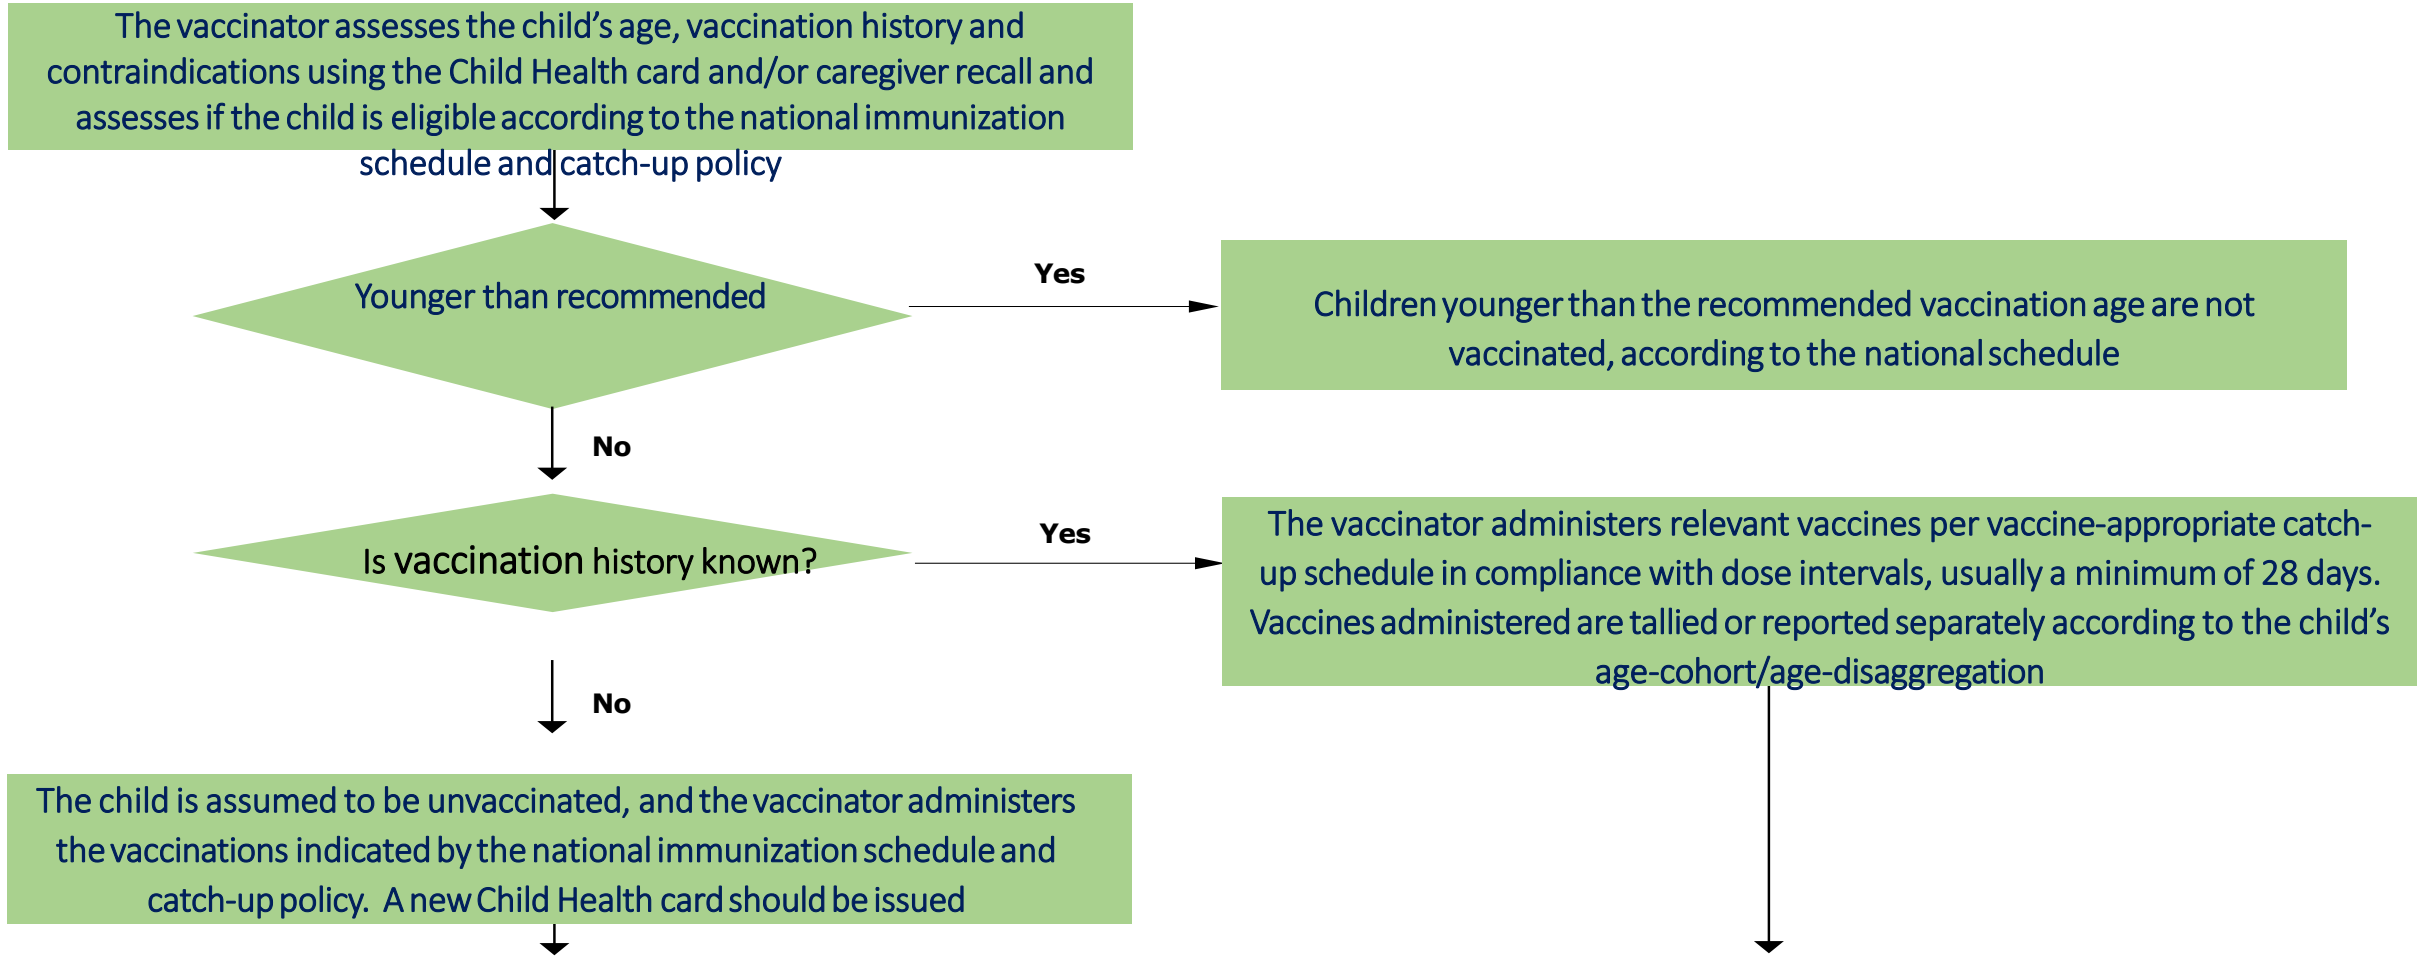 The vaccinator assesses the child’s age, vaccination history and
contraindications using the Child Health card and/or caregiver recall and
assesses if the child is eligible according to the national immunization
schedule and catch-up policy
Younger than recommended
Yes
Children younger than the recommended vaccination age are not
vaccinated, according to the national schedule
No
Is vaccination history known?
Yes
The vaccinator administers relevant vaccines per vaccine-appropriate catch-
up schedule in compliance with dose intervals, usually a minimum of 28 days.
Vaccines administered are tallied or reported separately according to the child’s
age-cohort/age-disaggregation
No
The child is assumed to be unvaccinated, and the vaccinator administers
the vaccinations indicated by the national immunization schedule and
catch-up policy. A new Child Health card should be issued